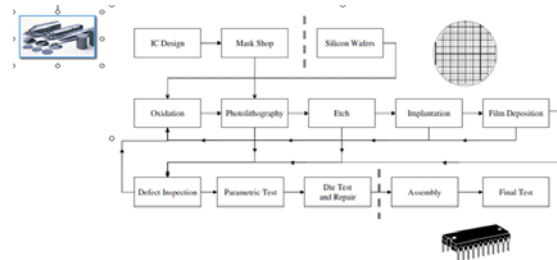 IC Design
Mask Shop
Silicon Wafers
Oxidation
Photolithography
Etch
Implantation
Film Deposition
Defect Inspection
Parametric Test
Die Test
and Repair
Assembly
Final Test